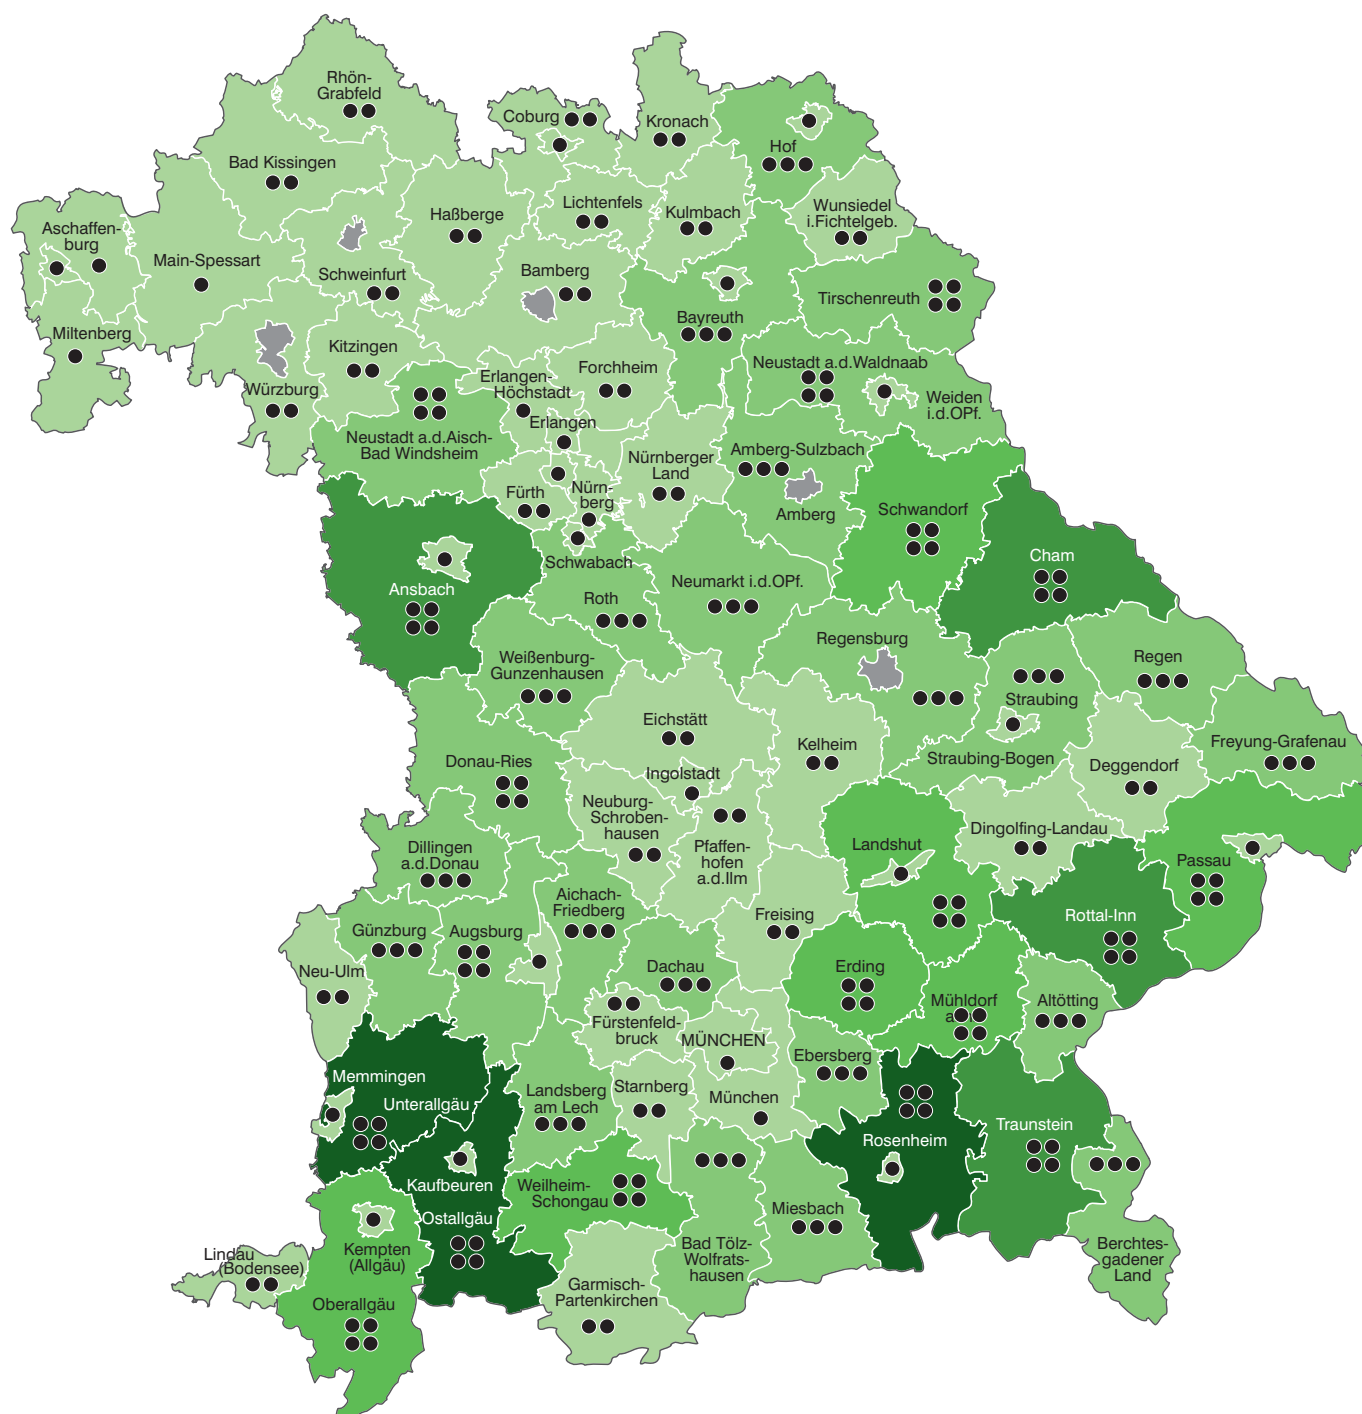 Rhön-
Grabfeld
Coburg
Kronach
Hof
Bad Kissingen
Wunsiedel
i.Fichtelgeb.
Haßberge
Lichtenfels
Kulmbach
Aschaffen-
burg
Main-Spessart
Schweinfurt
Bamberg
Tirschenreuth
Bayreuth
Miltenberg
Kitzingen
Erlangen-
Höchstadt
Forchheim
Neustadt a.d.Waldnaab
Würzburg
Weiden
i.d.OPf.
Erlangen
Neustadt a.d.Aisch-
Bad Windsheim
Nürnberger
Land
Amberg-Sulzbach
Fürth
Nürn-
berg
Amberg
Schwandorf
Schwabach
Cham
Ansbach
Neumarkt i.d.OPf.
Roth
Regensburg
Weißenburg-
Gunzenhausen
Regen
Straubing
Eichstätt
Kelheim
Freyung-Grafenau
Donau-Ries
Straubing-Bogen
Deggendorf
Ingolstadt
Neuburg-
Schroben-
hausen
Dingolfing-Landau
Dillingen
a.d.Donau
Pfaffen-
hofen
a.d.Ilm
Landshut
Passau
Aichach-
Friedberg
Freising
Rottal-Inn
Günzburg
Augsburg
Neu-Ulm
Dachau
Erding
Mühldorf
Altötting
Fürstenfeld-
bruck
MÜNCHEN
Ebersberg
Memmingen
Unterallgäu
Landsberg
am Lech
Starnberg
München
Rosenheim
Traunstein
Kaufbeuren
Weilheim-
Schongau
Miesbach
Ostallgäu
Lindau
(Bodensee)
Kempten
(Allgäu)
Bad Tölz-
Wolfrats-
hausen
Berchtes-
gadener
Land
Garmisch-
Partenkirchen
Oberallgäu